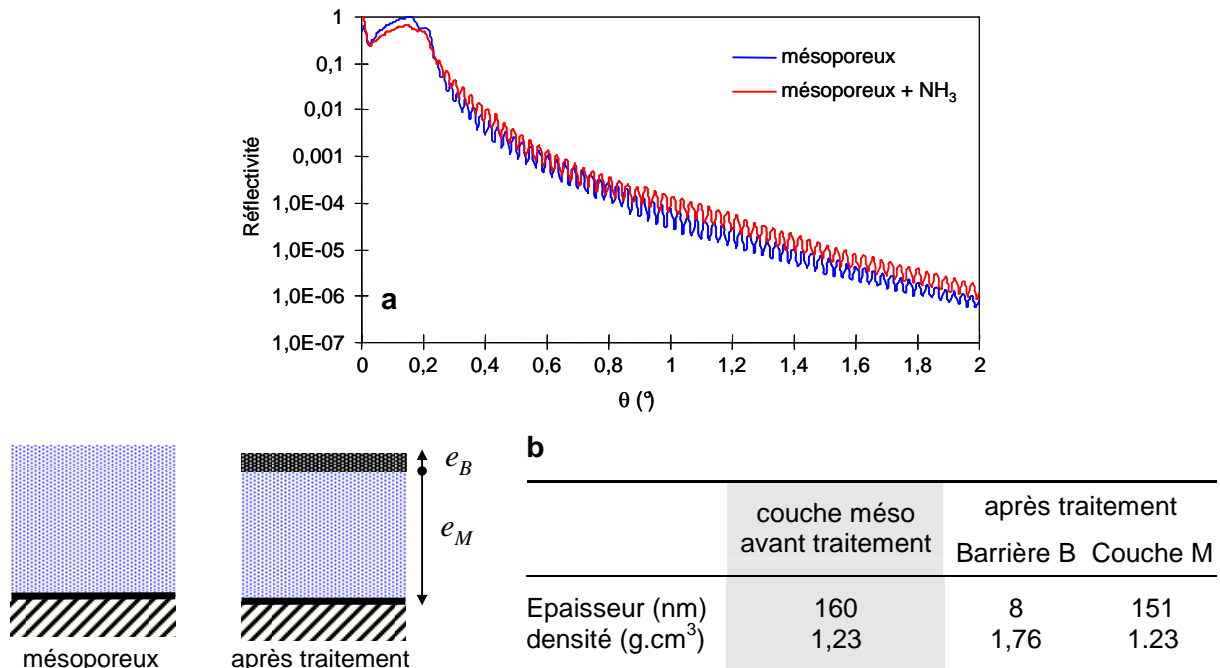 1
0,1
0,01
0,001
1,0E-04
1,0E-05
1,0E-06
1,0E-07
Réflectivité
mésoporeux
mésoporeux + NH3
a
0 0,2 0,4 0,6 0,8 1 1,2 1,4 1,6 1,8 2
θ (°)
e_B
e_M
mésoporeux
après traitement
b
couche méso
avant traitement
après traitement
Barrière B Couche M
Epaisseur (nm) 160 8 151
densité (g.cm3) 1,23 1,76 1.23